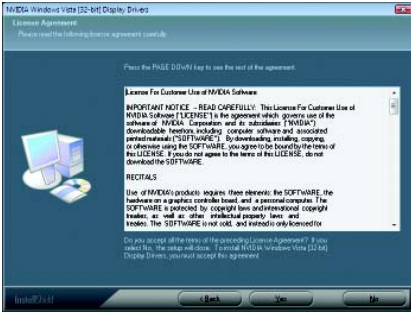 NVIDIA Windows Vista [32-bit] Display Drivers
License Agreement
Please read the following license agreement carefully.
Press the PAGE DOWN key to see the rest of the agreement.
License For Customer Use of NVIDIA Software
IMPORTANT NOTICE -- READ CAREFULLY: This License For Customer Use of
NVIDIA Software ("LICENSE") is the agreement which governs use of the
software of NVIDIA Corporation and its subsidiaries ("NVIDIA")
downloadable herefrom, including computer software and associated
printed materials ("SOFTWARE"). By downloading, installing, copying,
or otherwise using the SOFTWARE, you agree to be bound by the terms of
this LICENSE. If you do not agree to the terms of this LICENSE, do not
download the SOFTWARE.
RECITALS
Use of NVIDIA's products requires three elements: the SOFTWARE, the
hardware on a graphics controller board, and a personal computer. The
SOFTWARE is protected by copyright laws and international copyright
treaties, as well as other intellectual property laws and
treaties. The SOFTWARE is not sold, and instead is only licensed for
Do you accept all the terms of the preceding License Agreement? If you
select No, the setup will close. To install NVIDIA Windows Vista [32-bit]
Display Drivers, you must accept this agreement.
InstallShield
< Back
Yes
No